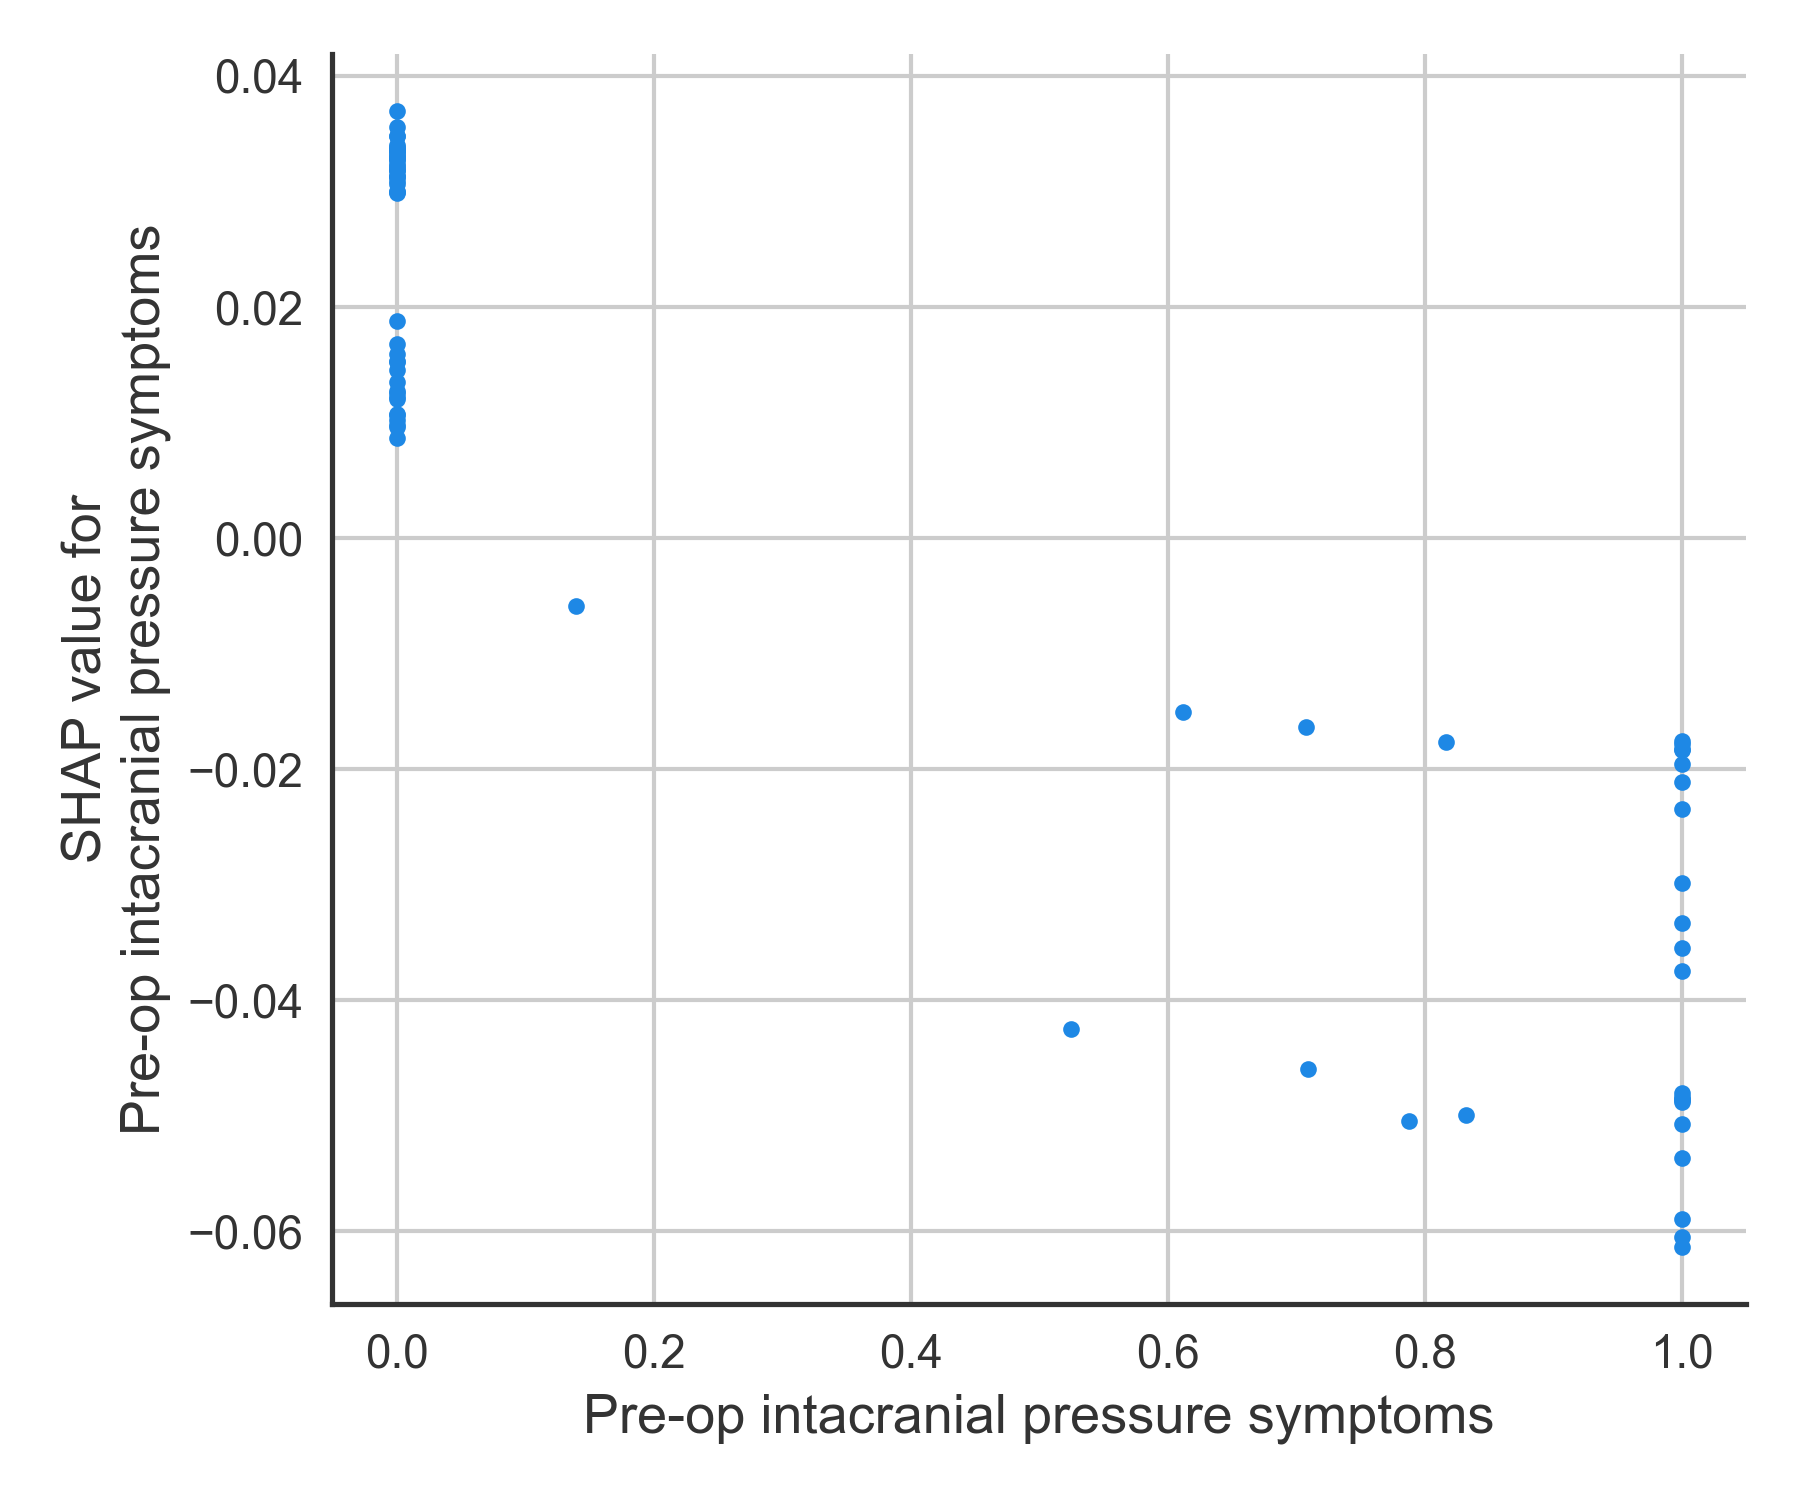 0.04
0.02
0.00
−0.02
−0.04
−0.06
SHAP value for
Pre-op intacranial pressure symptoms
0.0 0.2 0.4 0.6 0.8 1.0
Pre-op intacranial pressure symptoms